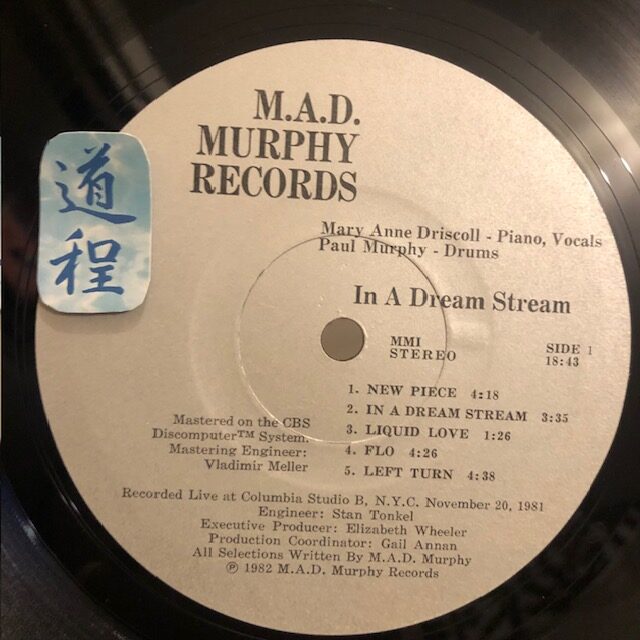 M.A.D.
MURPHY
RECORDS
道程
Mary Anne Driscoll - Piano, Vocals
Paul Murphy - Drums
In A Dream Stream
MMI
STEREO
SIDE 1
18:43
1. NEW PIECE 4:18
2. IN A DREAM STREAM 3:35
3. LIQUID LOVE 1:26
4. FLO 4:26
5. LEFT TURN 4:38
Mastered on the CBS
Discomputer™ System.
Mastering Engineer:
Vladimir Meller
Recorded Live at Columbia Studio B, N.Y.C. November 20, 1981
Engineer: Stan Tonkel
Executive Producer: Elizabeth Wheeler
Production Coordinator: Gail Annan
All Selections Written By M.A.D. Murphy
℗ 1982 M.A.D. Murphy Records